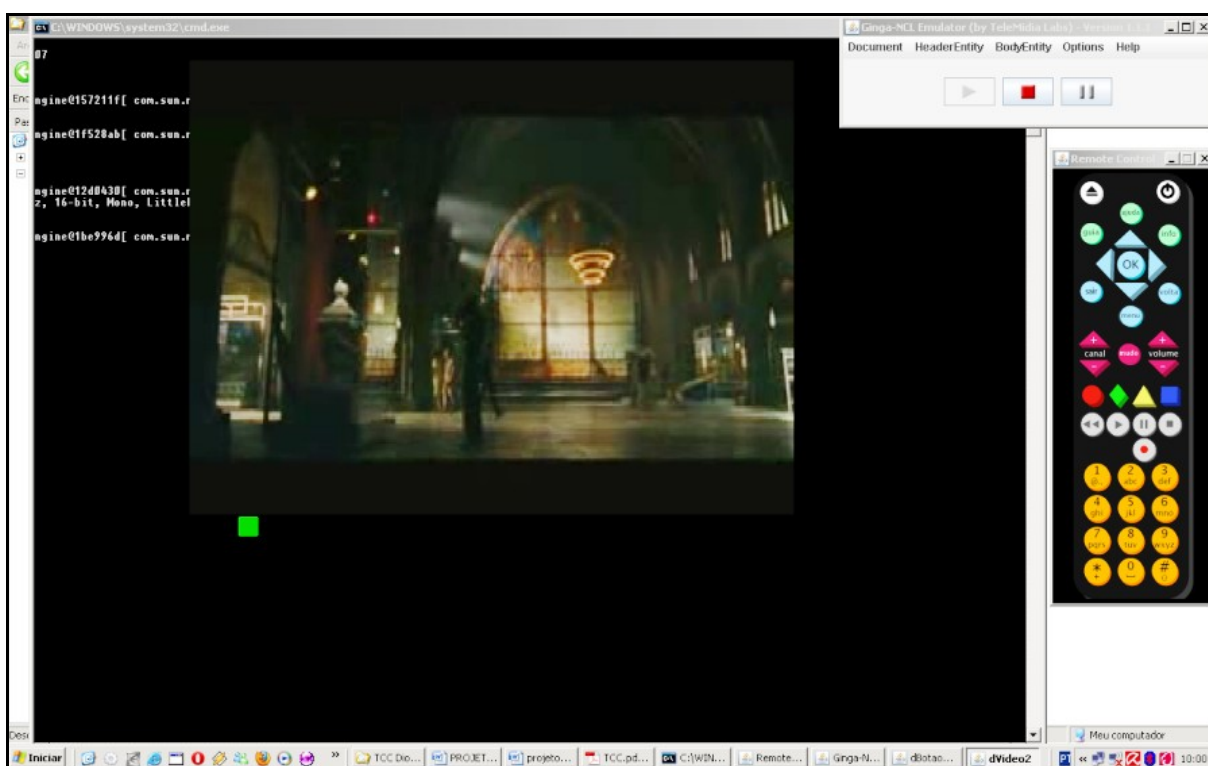 C:\WINDOWS\system32\cmd.exe
07
ngine@157211f[ com.sun.r
ngine@1f528ab[ com.sun.r
ngine@12d0438[ com.sun.r
z, 16-bit, Mono, Little
ngine@1be996d[ com.sun.r
Ginga-NCL Emulator (by TeleMidia Labs) - Version
Document HeaderEntity BodyEntity Options Help
Remote Control
ajuda
guia info
OK
sair volta
menu
+ +
canal mudo volume
- -
1 2 3
@. abc def
4 5 6
ghi jkl mno
7 8 9
pqrs tuv wxyz
* 0 #
Meu computador
Iniciar TCC Dio... PROJET... projeto... TCC.pd... C:\WIN... Remote... Ginga-N... dBotao... dVideo2 PT « 10:00